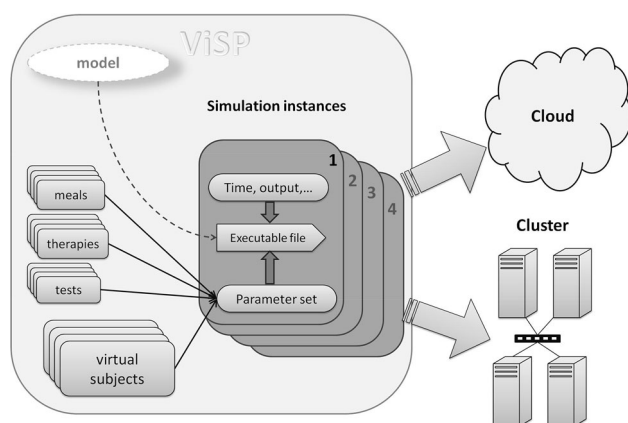 ViSP
model
Simulation instances
1
2
3
4
Time, output,...
Executable file
Parameter set
meals
therapies
tests
virtual
subjects
Cloud
Cluster